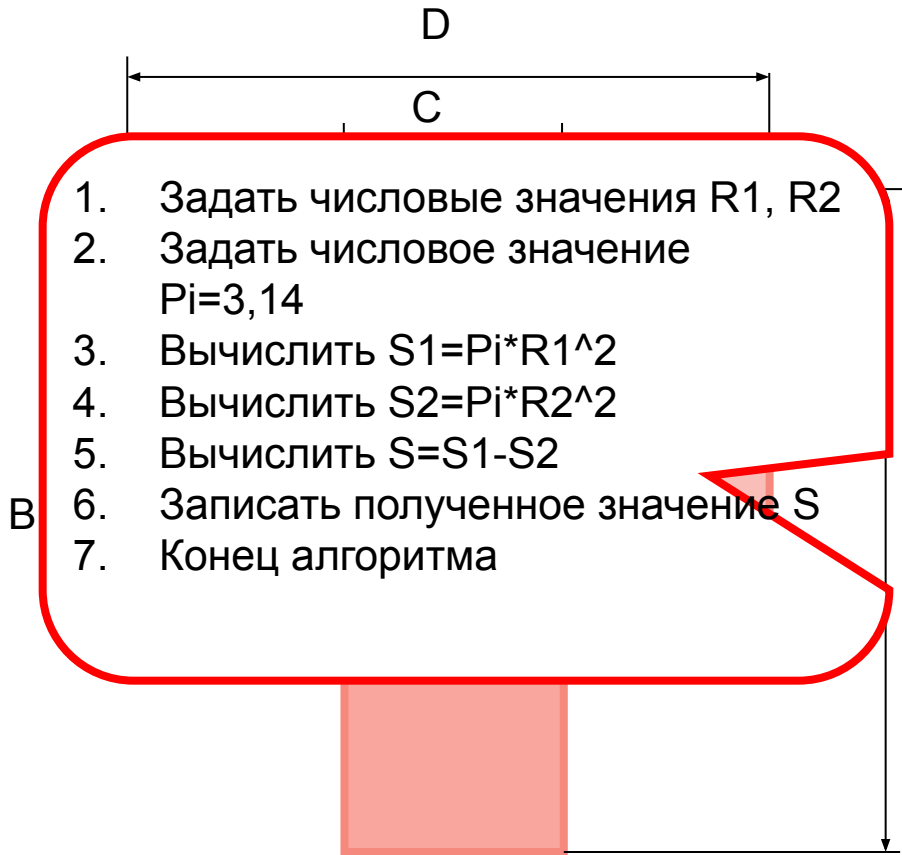 D
C
1. Задать числовые значения R1, R2
2. Задать числовое значение
Pi=3,14
3. Вычислить S1=Pi*R1^2
4. Вычислить S2=Pi*R2^2
5. Вычислить S=S1-S2
B
6. Записать полученное значение S
7. Конец алгоритма